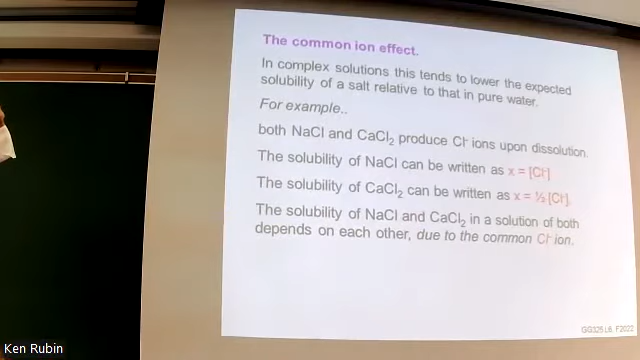 The common ion effect.
In complex solutions this tends to lower the expected
solubility of a salt relative to that in pure water.
For example..
both NaCl and CaCl₂ produce Cl⁻ ions upon dissolution.
The solubility of NaCl can be written as x = [Cl⁻]
The solubility of CaCl₂ can be written as x = ½ [Cl⁻].
The solubility of NaCl and CaCl₂ in a solution of both
depends on each other, due to the common Cl⁻ ion.
GG325 L6, F2022
Ken Rubin